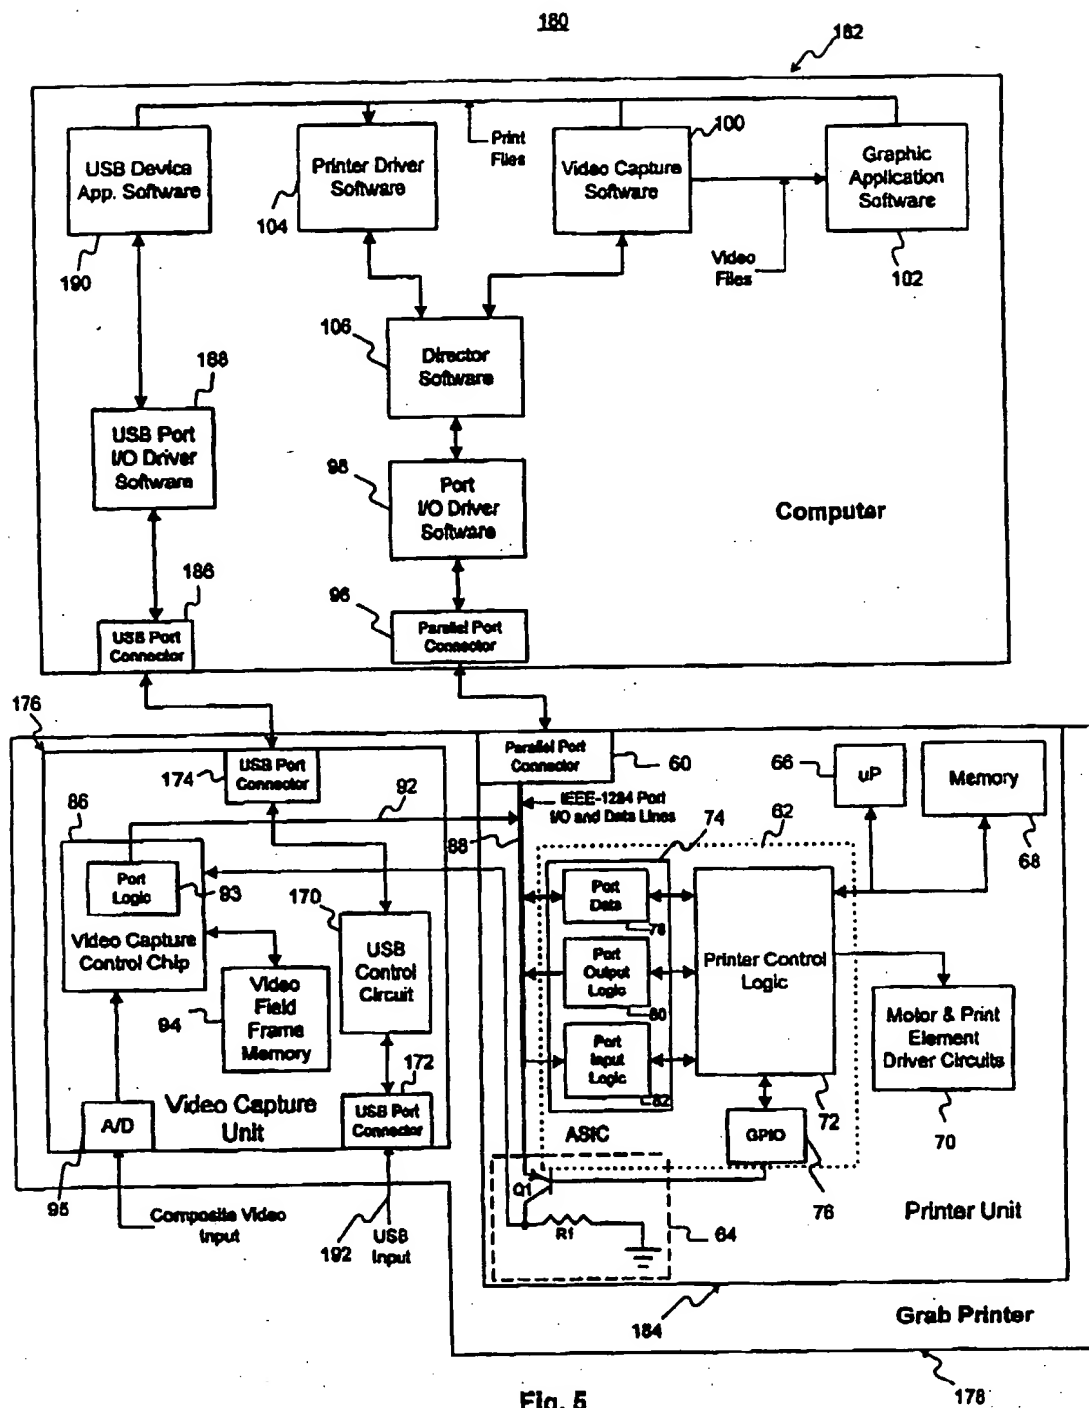 180
182
USB Device
App. Software
190
Printer Driver
Software
104
Print
Files
Video Capture
Software
100
Graphic
Application
Software
102
Video
Files
106
Director
Software
188
USB Port
I/O Driver
Software
98
Port
I/O Driver
Software
Computer
186
USB Port
Connector
96
Parallel Port
Connector
176
174
USB Port
Connector
92
Parallel Port
Connector
60
IEEE-1284 Port
I/O and Data Lines
88
74
62
66
uP
Memory
68
86
Port
Logic
93
Video Capture
Control Chip
170
USB
Control
Circuit
94
Video
Field
Frame
Memory
172
USB Port
Connector
A/D
95
Video Capture
Unit
Composite Video
Input
192
USB
Input
Port
Data
78
Port
Output
Logic
80
Port
Input
Logic
82
ASIC
Printer Control
Logic
72
GPIO
76
Motor & Print
Element
Driver Circuits
70
Q1
R1
64
Printer Unit
184
Grab Printer
178
Fig. 5